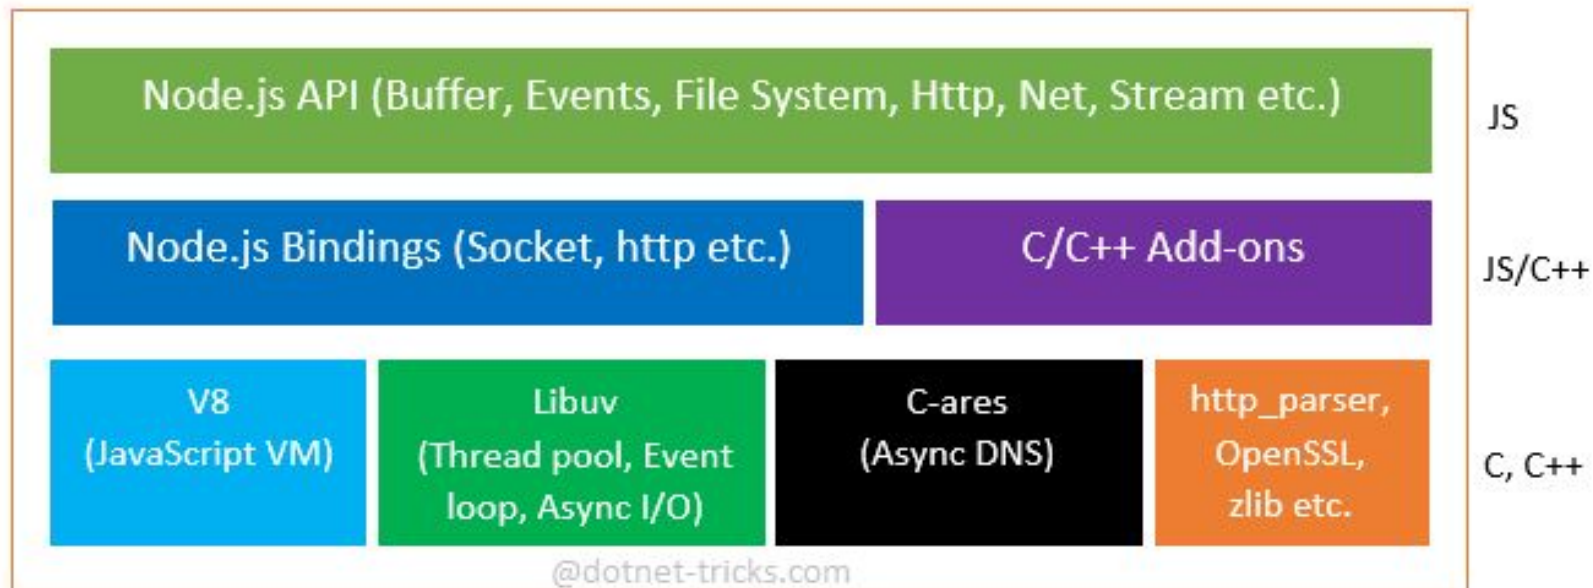 Node.js API (Buffer, Events, File System, Http, Net, Stream etc.)
JS
Node.js Bindings (Socket, http etc.)
C/C++ Add-ons
JS/C++
V8
(JavaScript VM)
Libuv
(Thread pool, Event
loop, Async I/O)
C-ares
(Async DNS)
http_parser,
OpenSSL,
zlib etc.
C, C++
@dotnet-tricks.com